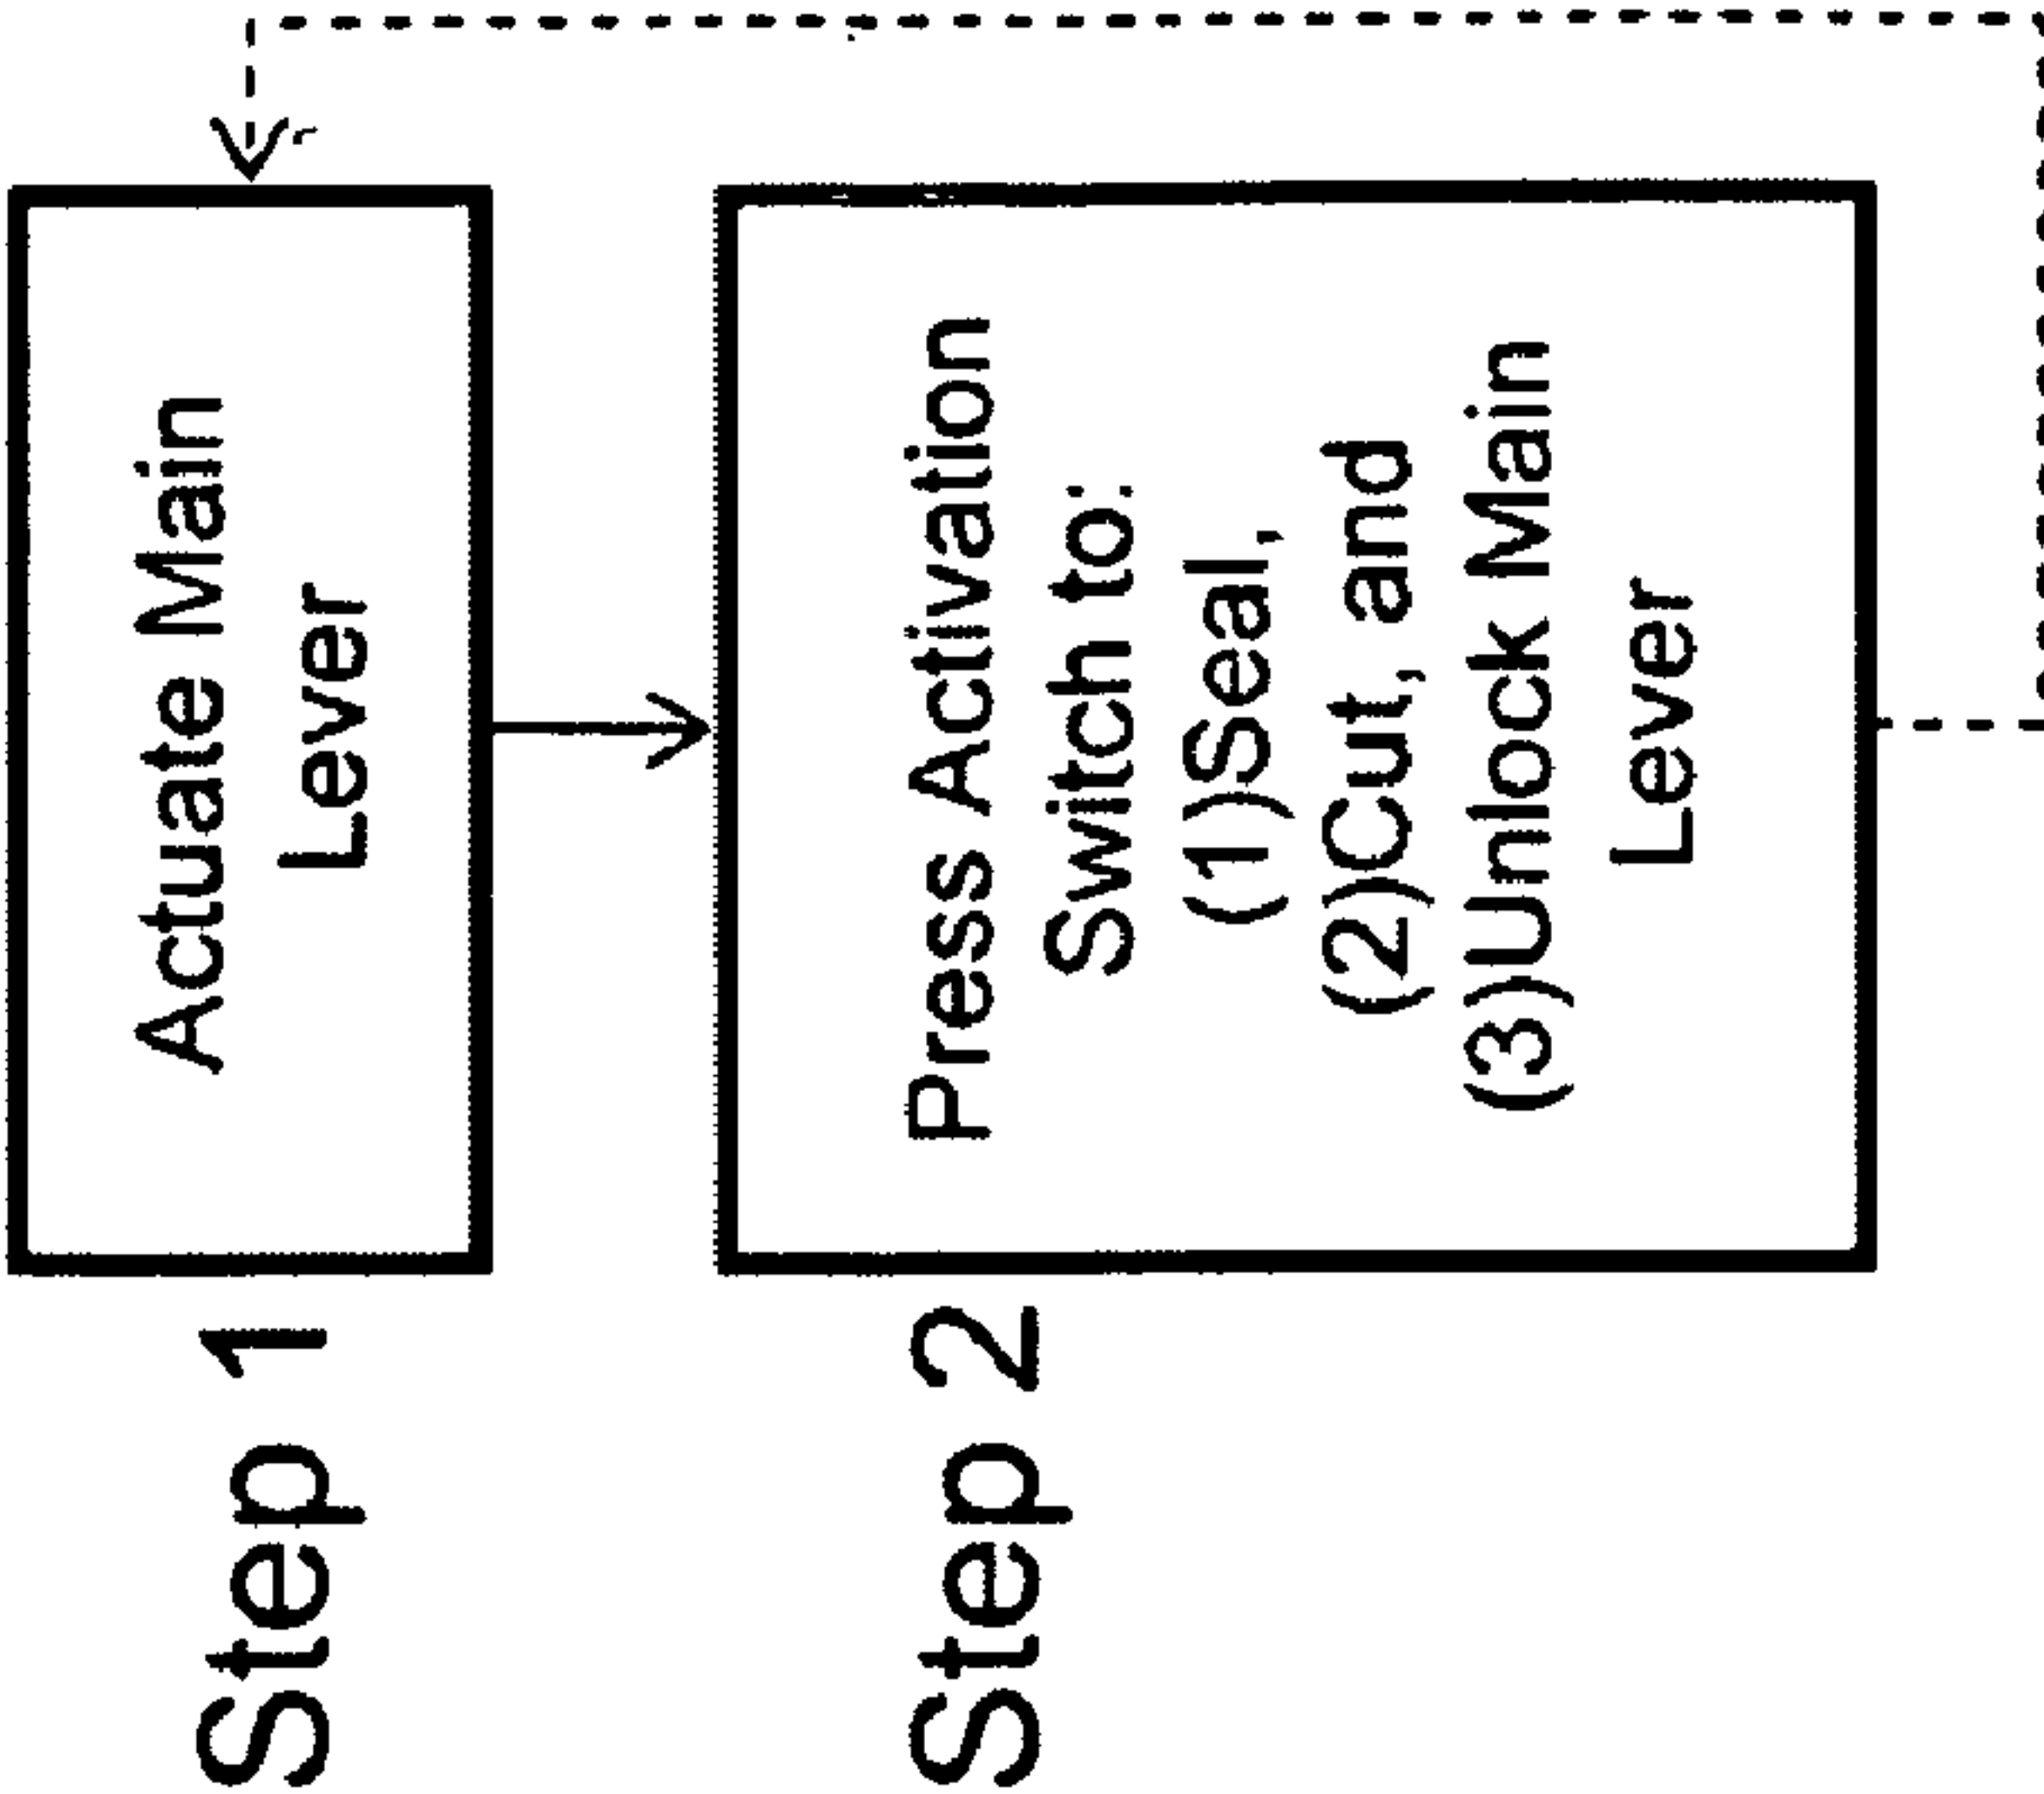 Step 1
Actuate Main
Lever
Step 2
Press Activation
Switch to:
(1)Seal,
(2)Cut, and
(3)Unlock Main
Lever